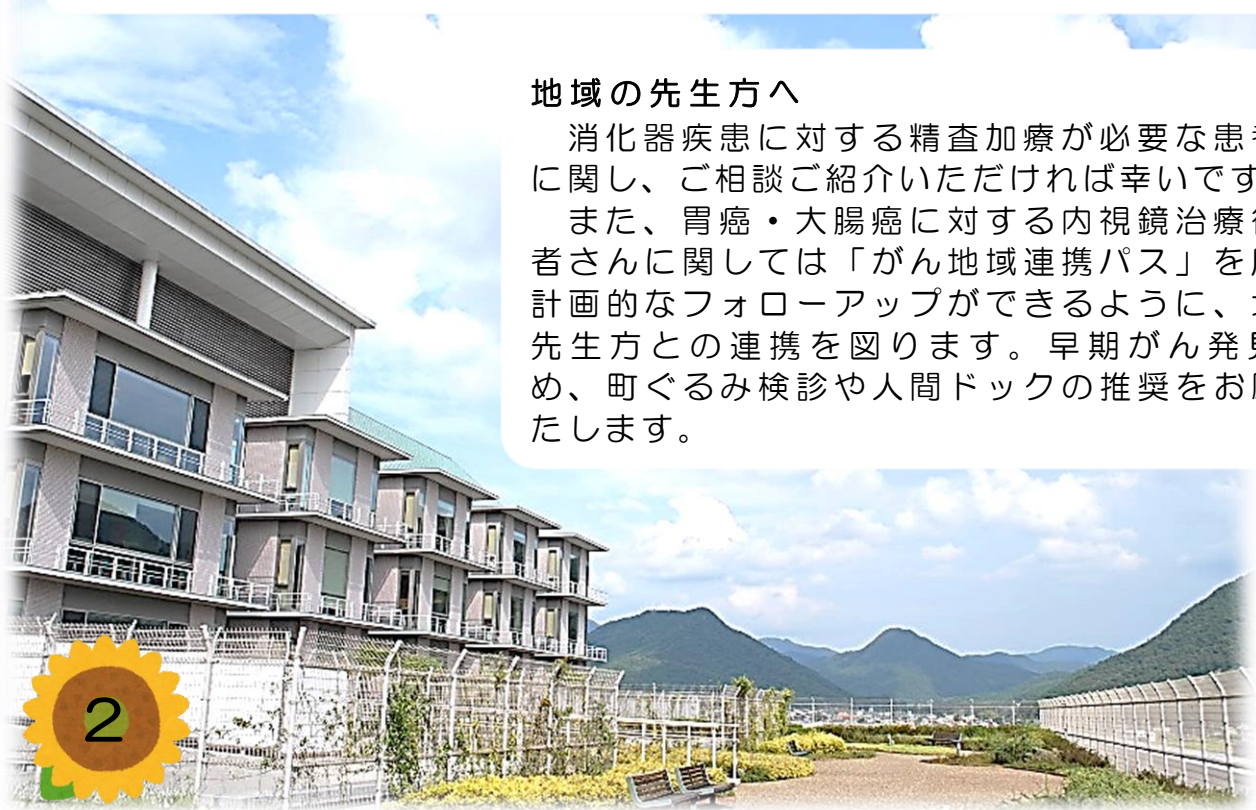 地域の先生方へ
消化器疾患に対する精査加療が必要な患
に関し、ご相談ご紹介いただければ幸いです
また、胃癌・大腸癌に対する内視鏡治療
者さんに関しては「がん地域連携パス」を
計画的なフォローアップができるように、
先生方との連携を図ります。早期がん発
め、町ぐるみ検診や人間ドックの推奨をお
たします。
2